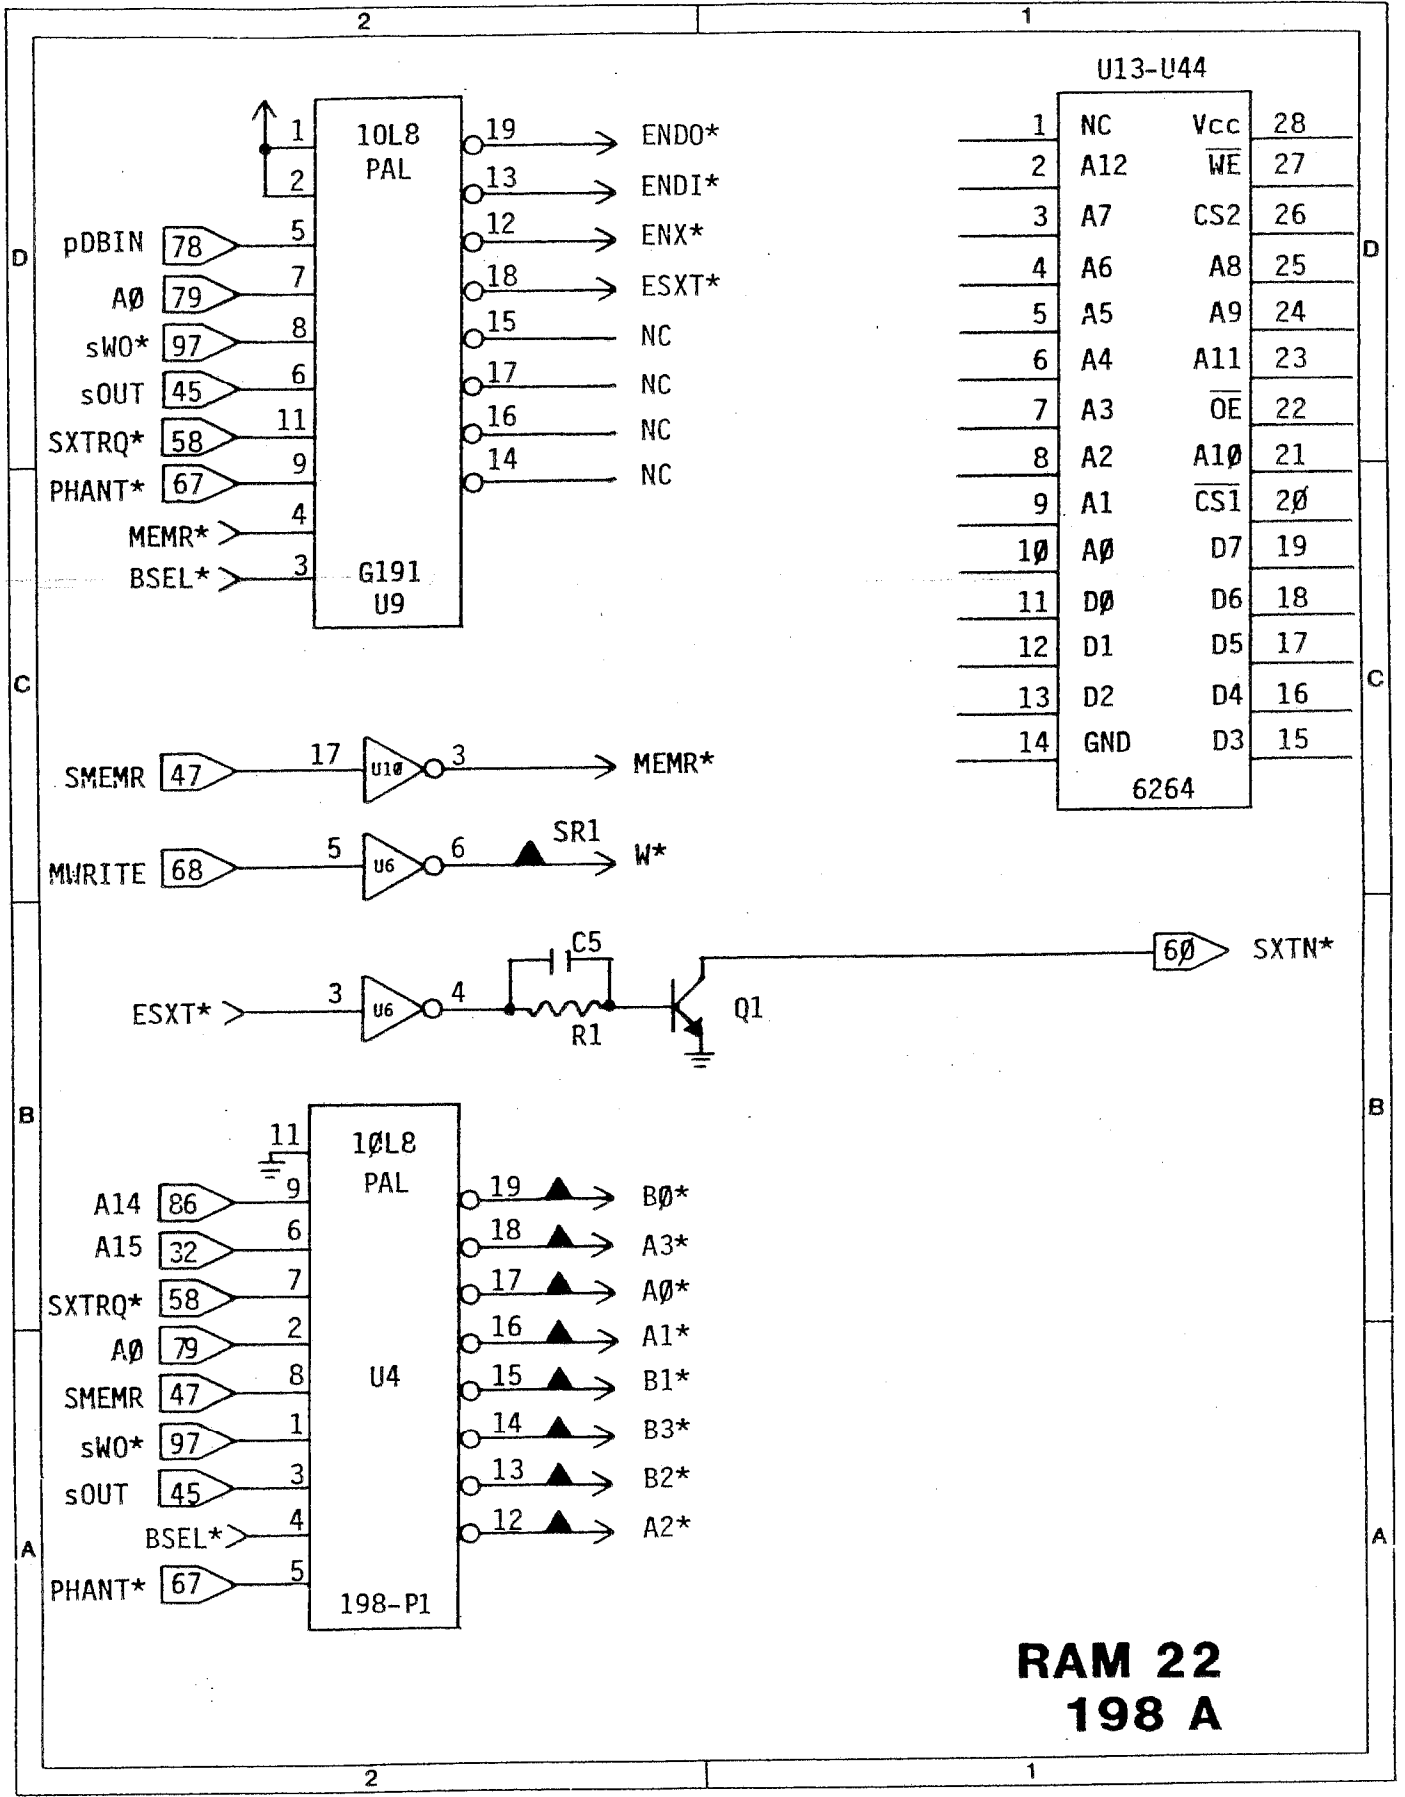 2 1
U13-U44
10L8
PAL
1
2
pDBIN 78 5
AØ 79 7
sWO* 97 8
sOUT 45 6
SXTRQ* 58 11
PHANT* 67 9
MEMR* 4
BSEL* 3
G191
U9
19 ENDO*
13 ENDI*
12 ENX*
18 ESXT*
15 NC
17 NC
16 NC
14 NC
1 NC Vcc 28
2 A12 WE 27
3 A7 CS2 26
4 A6 A8 25
5 A5 A9 24
6 A4 A11 23
7 A3 OE 22
8 A2 A1Ø 21
9 A1 CS1 2Ø
1Ø AØ D7 19
11 DØ D6 18
12 D1 D5 17
13 D2 D4 16
14 GND D3 15
6264
D D
C C
SMEMR 47 17 U1Ø 3 MEMR*
MWRITE 68 5 U6 6 SR1 W*
ESXT* 3 U6 4 C5 R1 Q1 6Ø SXTN*
B B
1ØL8
PAL
11
A14 86 9
A15 32 6
SXTRQ* 58 7
AØ 79 2
SMEMR 47 8
sWO* 97 1
sOUT 45 3
BSEL* 4
PHANT* 67 5
U4
198-P1
19 BØ*
18 A3*
17 AØ*
16 A1*
15 B1*
14 B3*
13 B2*
12 A2*
A A
RAM 22
198 A
2 1